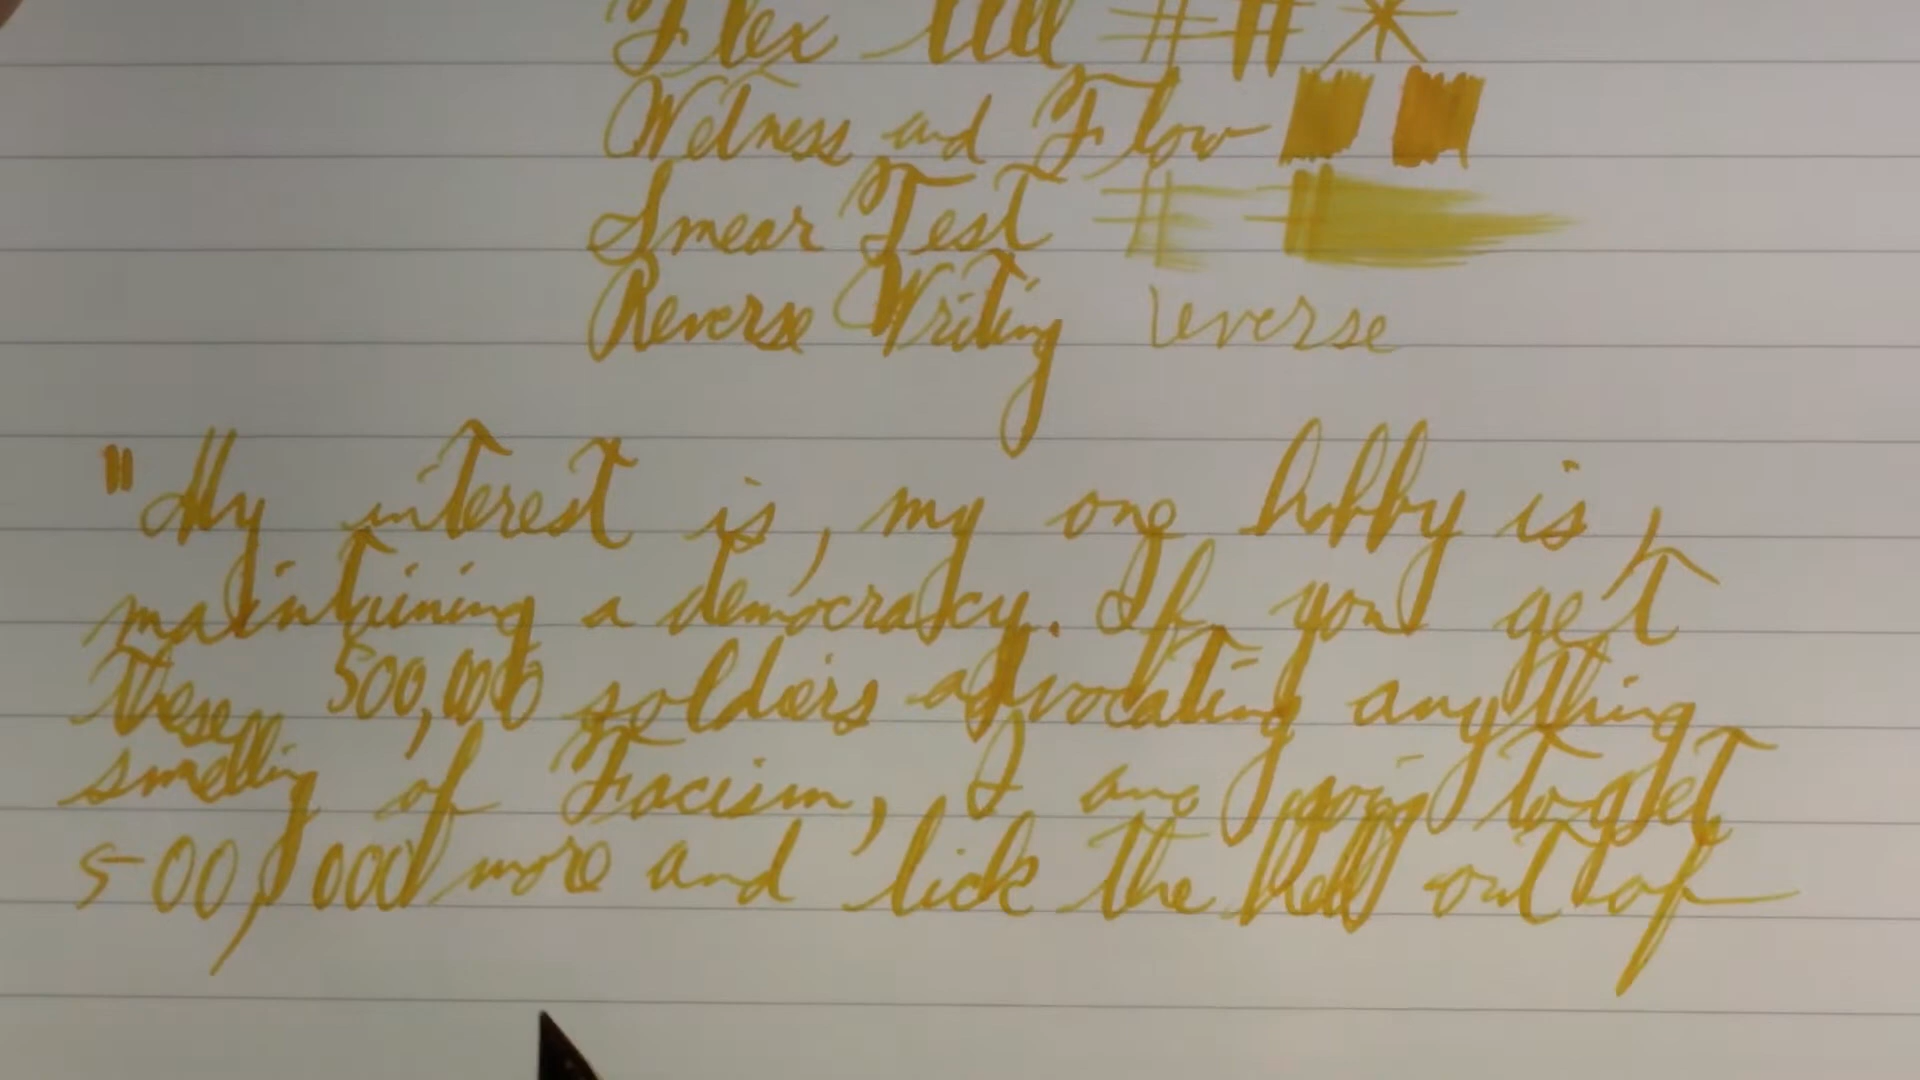 Flex llll # # *
Wetness and Flow
Smear Test #
Reverse Writing reverse
"My interest is, my one hobby is,
maintaining a democracy. If you get
these 500,000 soldiers advocating anything
smelling of Facism, I am going to get
500,000 more and lick the hell out of